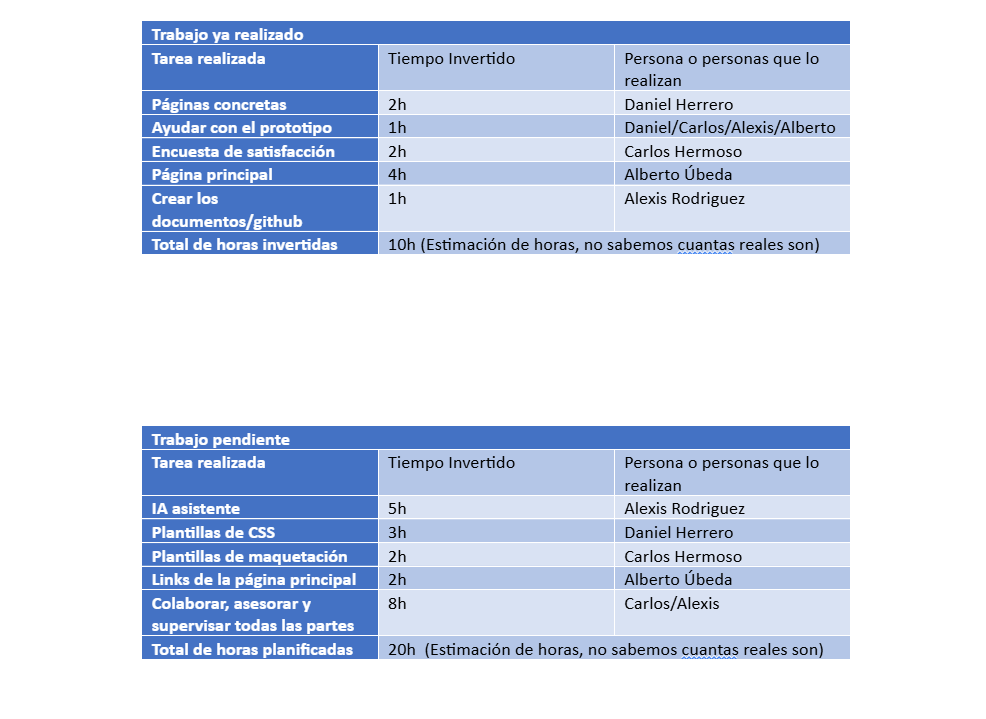 Trabajo ya realizado
Tarea realizada Tiempo Invertido Persona o personas que lo
realizan
Páginas concretas 2h Daniel Herrero
Ayudar con el prototipo 1h Daniel/Carlos/Alexis/Alberto
Encuesta de satisfacción 2h Carlos Hermoso
Página principal 4h Alberto Úbeda
Crear los 1h Alexis Rodriguez
documentos/github
Total de horas invertidas 10h (Estimación de horas, no sabemos cuantas reales son)
Trabajo pendiente
Tarea realizada Tiempo Invertido Persona o personas que lo
realizan
IA asistente 5h Alexis Rodriguez
Plantillas de CSS 3h Daniel Herrero
Plantillas de maquetación 2h Carlos Hermoso
Links de la página principal 2h Alberto Úbeda
Colaborar, asesorar y 8h Carlos/Alexis
supervisar todas las partes
Total de horas planificadas 20h (Estimación de horas, no sabemos cuantas reales son)